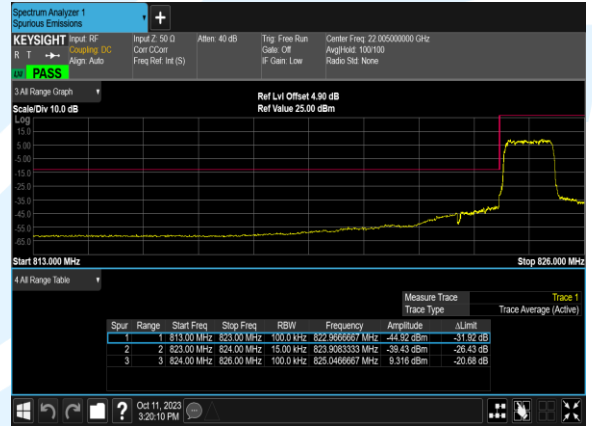 Spectrum Analyzer 1
Spurious Emissions
+
KEYSIGHT Input: RF Input Z: 50 Ω Atten: 40 dB Trig: Free Run Center Freq: 22.005000000 GHz
R T Coupling: DC Corr CCorr Gate: Off Avg|Hold: 100/100
Align: Auto Freq Ref: Int (S) IF Gain: Low Radio Std: None
PASS
3 All Range Graph
Ref Lvl Offset 4.90 dB
Scale/Div 10.0 dB Ref Value 25.00 dBm
Log
15.0
5.00
-5.00
-15.0
-25.0
-35.0
-45.0
-55.0
-65.0
Start 813.000 MHz Stop 826.000 MHz
4 All Range Table
Measure Trace Trace 1
Trace Type Trace Average (Active)
Spur Range Start Freq Stop Freq RBW Frequency Amplitude ΔLimit
1 1 813.00 MHz 823.00 MHz 100.0 kHz 822.9666667 MHz -44.92 dBm -31.92 dB
2 2 823.00 MHz 824.00 MHz 15.00 kHz 823.9083333 MHz -39.43 dBm -26.43 dB
3 3 824.00 MHz 826.00 MHz 100.0 kHz 825.0466667 MHz 9.316 dBm -20.68 dB
? Oct 11, 2023
3:20:10 PM